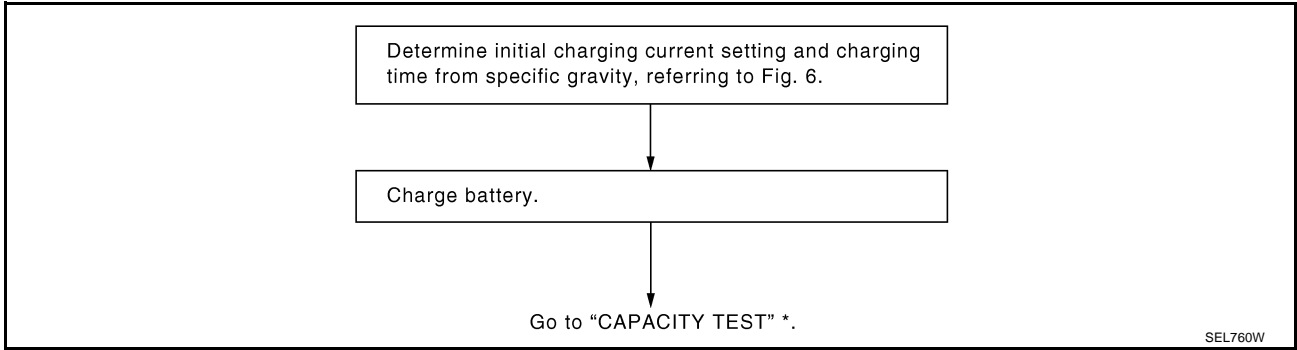 Determine initial charging current setting and charging
time from specific gravity, referring to Fig. 6.
Charge battery.
Go to “CAPACITY TEST” *.
SEL760W